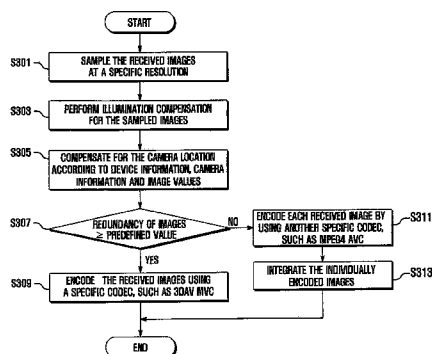 START
S301
SAMPLE THE RECEIVED IMAGES
AT A SPECIFIC RESOLUTION
S303
PERFORM ILLUMINATION COMPENSATION
FOR THE SAMPLED IMAGES
S305
COMPENSATE FOR THE CAMERA LOCATION
ACCORDING TO DEVICE INFORMATION, CAMERA
INFORMATION AND IMAGE VALUES
S307
REDUNDANCY OF IMAGES
≥ PREDEFINED VALUE
NO
YES
S311
ENCODE EACH RECEIVED IMAGE BY
USING ANOTHER SPECIFIC CODEC,
SUCH AS MPEG4 AVC
S309
ENCODE THE RECEIVED IMAGES USING
A SPECIFIC CODEC, SUCH AS 3DAV MVC
INTEGRATE THE INDIVIDUALLY
ENCODED IMAGES
S313
END